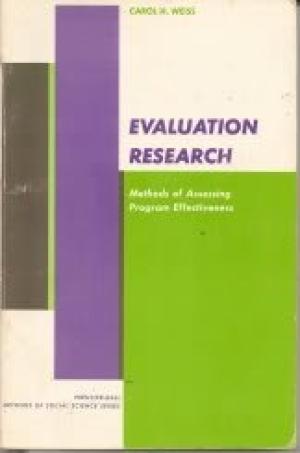 CAROL H. WEISS
EVALUATION
RESEARCH
Methods of Assessing
Program Effectiveness
PRENTICE-HALL
METHODS OF SOCIAL SCIENCE SERIES